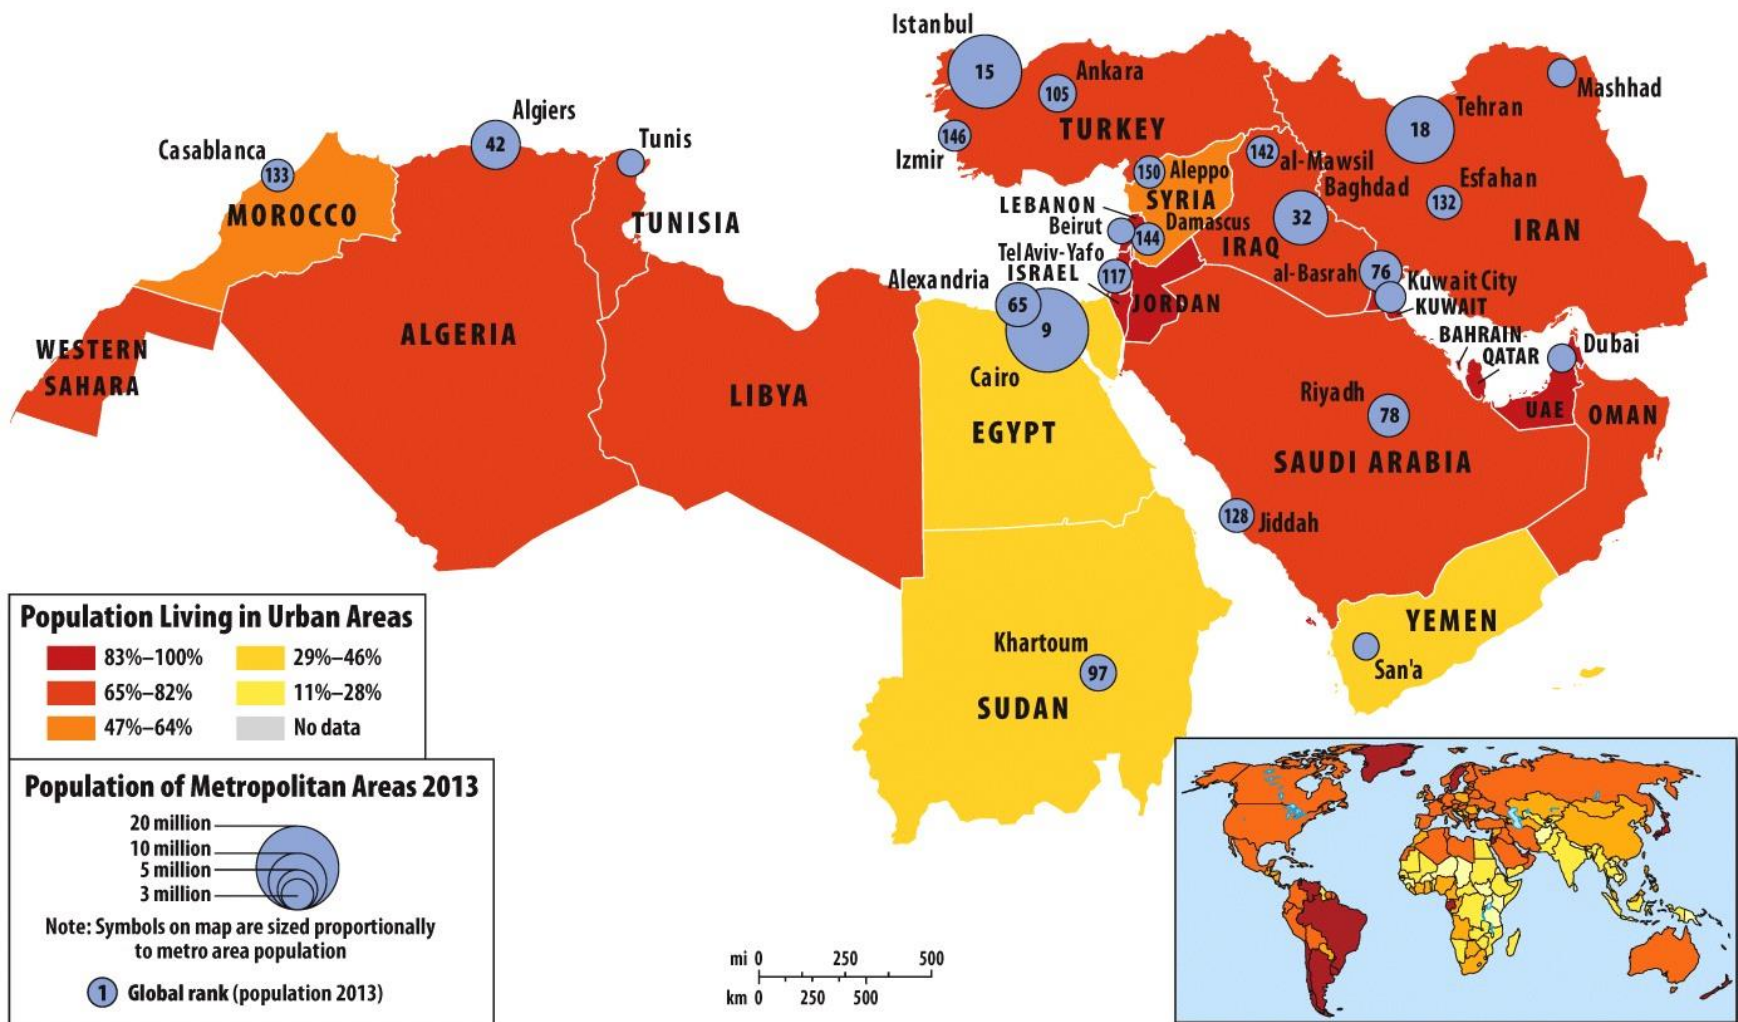 Istanbul
15
Ankara
105
TURKEY
146
Izmir
Mashhad
Tehran
18
Esfahan
132
IRAN
Algiers
42
Tunis
Casablanca
133
MOROCCO
TUNISIA
142
al-Mawsil
150
Aleppo
SYRIA
Baghdad
32
IRAQ
LEBANON
Beirut
Damascus
144
Tel Aviv-Yafo
ISRAEL
117
JORDAN
al-Basrah
76
Kuwait City
KUWAIT
Alexandria
65
9
Cairo
EGYPT
BAHRAIN
QATAR
Dubai
UAE
OMAN
Riyadh
78
SAUDI ARABIA
WESTERN
SAHARA
ALGERIA
LIBYA
128
Jiddah
YEMEN
San'a
Khartoum
97
SUDAN
Population Living in Urban Areas
83%–100%
65%–82%
47%–64%
29%–46%
11%–28%
No data
Population of Metropolitan Areas 2013
20 million
10 million
5 million
3 million
Note: Symbols on map are sized proportionally
to metro area population
1 Global rank (population 2013)
mi 0 250 500
km 0 250 500